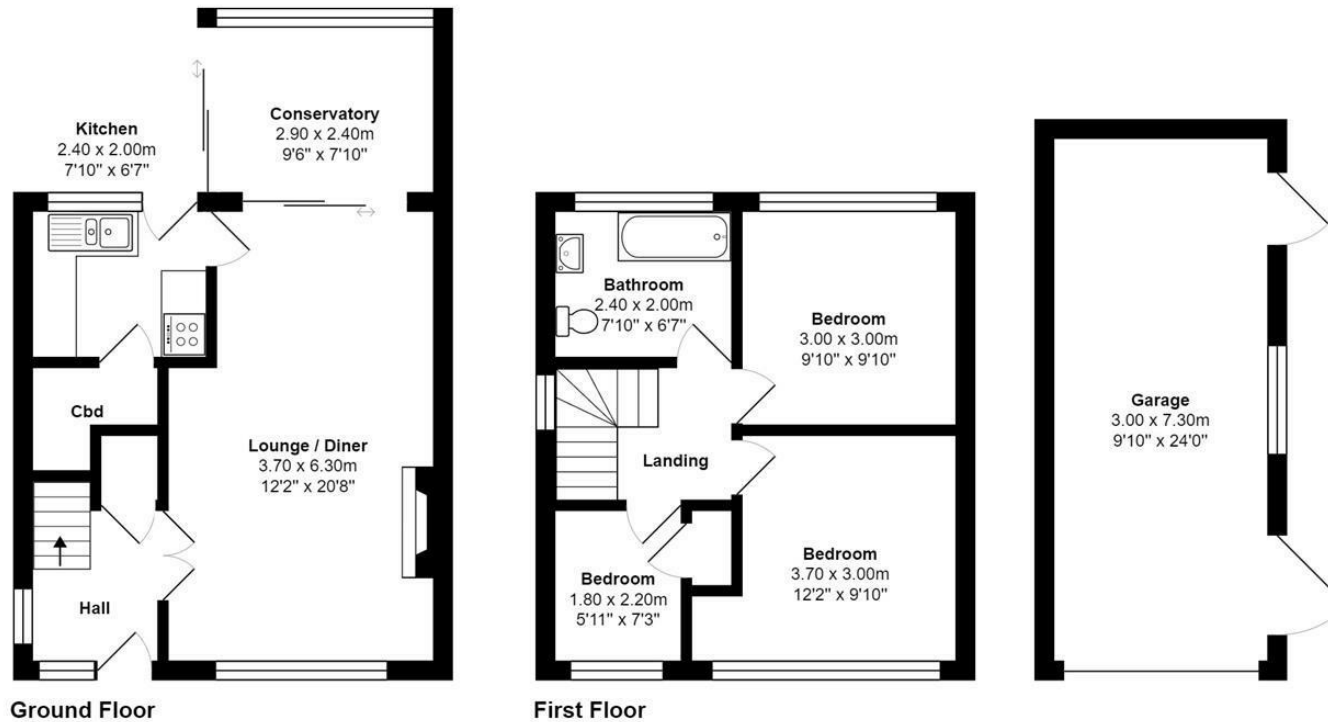 Kitchen
2.40 x 2.00m
7'10" x 6'7"
Conservatory
2.90 x 2.40m
9'6" x 7'10"
Cbd
Lounge / Diner
3.70 x 6.30m
12'2" x 20'8"
Hall
Ground Floor
Bathroom
2.40 x 2.00m
7'10" x 6'7"
Bedroom
3.00 x 3.00m
9'10" x 9'10"
Landing
Bedroom
1.80 x 2.20m
5'11" x 7'3"
Bedroom
3.70 x 3.00m
12'2" x 9'10"
First Floor
Garage
3.00 x 7.30m
9'10" x 24'0"